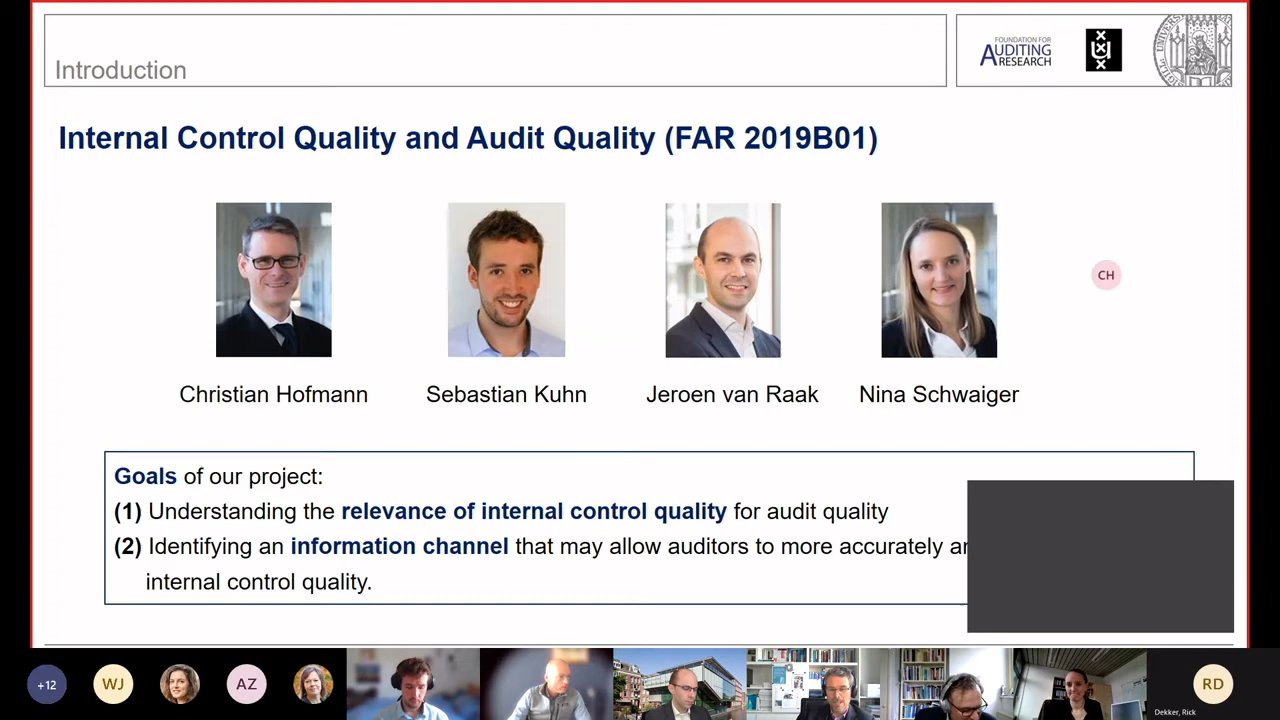 Introduction
FOUNDATION FOR
AUDITING
RESEARCH
Internal Control Quality and Audit Quality (FAR 2019B01)
CH
Christian Hofmann
Sebastian Kuhn
Jeroen van Raak
Nina Schwaiger
Goals of our project:
(1) Understanding the relevance of internal control quality for audit quality
(2) Identifying an information channel that may allow auditors to more accurately
internal control quality.
+12
WJ
AZ
RD
Dekker, Rick